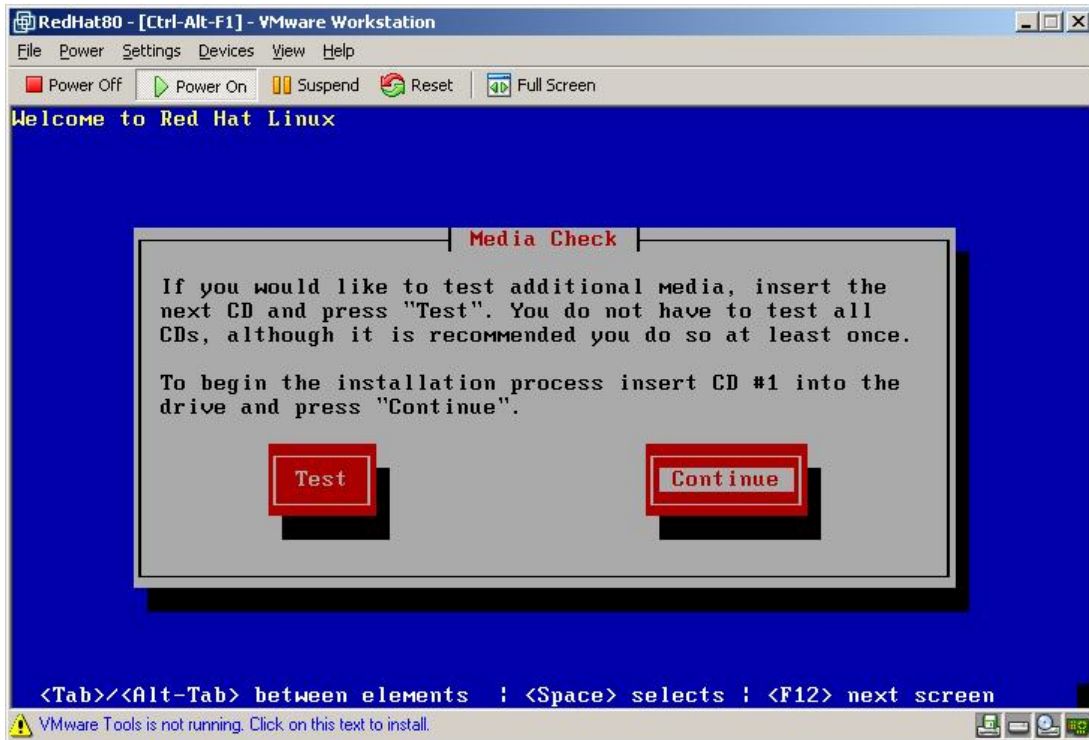 RedHat80 - [Ctrl-Alt-F1] - VMware Workstation
File Power Settings Devices View Help
Power Off Power On Suspend Reset Full Screen
Welcome to Red Hat Linux
Media Check
If you would like to test additional media, insert the
next CD and press "Test". You do not have to test all
CDs, although it is recommended you do so at least once.
To begin the installation process insert CD #1 into the
drive and press "Continue".
Test Continue
<Tab>/<Alt-Tab> between elements ¦ <Space> selects ¦ <F12> next screen
VMware Tools is not running. Click on this text to install.